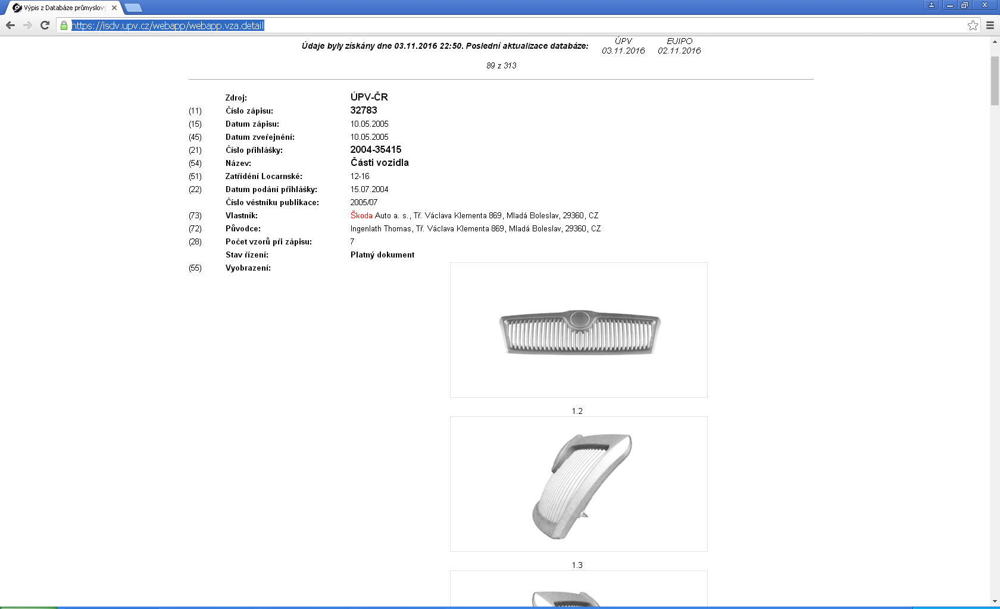 Výpis z Databáze průmyslový
https://isdv.upv.cz/webapp/webapp.vza.detail
Údaje byly získány dne 03.11.2016 22:50. Poslední aktualizace databáze: ÚPV EUIPO
03.11.2016 02.11.2016
89 z 313
Zdroj: ÚPV-ČR
(11) Číslo zápisu: 32783
(15) Datum zápisu: 10.05.2005
(45) Datum zveřejnění: 10.05.2005
(21) Číslo přihlášky: 2004-35415
(54) Název: Části vozidla
(51) Zatřídění Locarnské: 12-16
(22) Datum podání přihlášky: 15.07.2004
Číslo věstníku publikace: 2005/07
(73) Vlastník: Škoda Auto a. s., Tř. Václava Klementa 869, Mladá Boleslav, 29360, CZ
(72) Původce: Ingenlath Thomas, Tř. Václava Klementa 869, Mladá Boleslav, 29360, CZ
(28) Počet vzorů při zápisu: 7
Stav řízení: Platný dokument
(55) Vyobrazení:
1.2
1.3